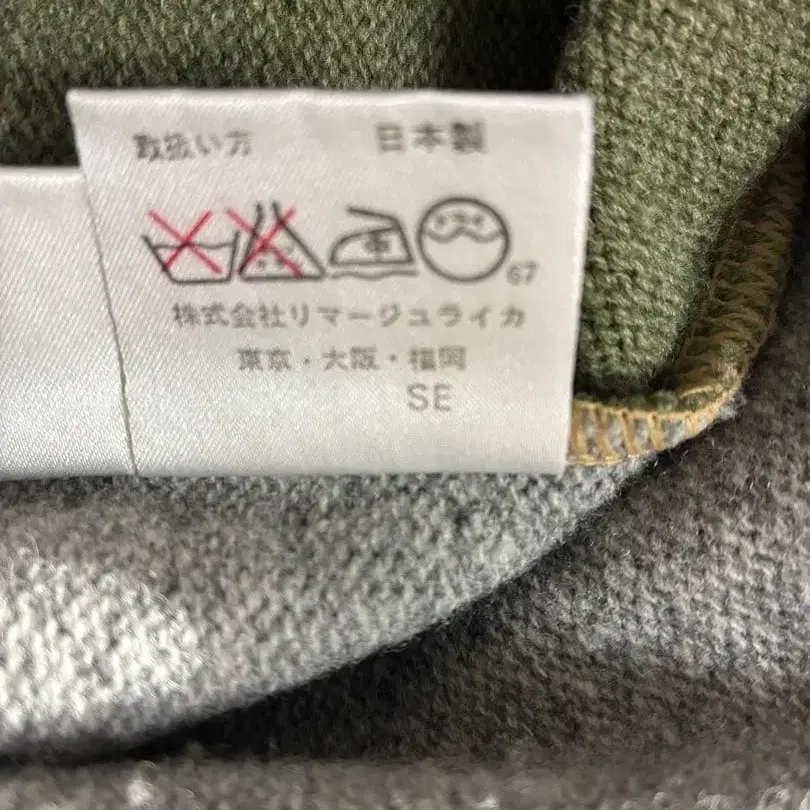 取扱い方 日本製
67
株式会社リマージュライカ
東京・大阪・福岡
SE